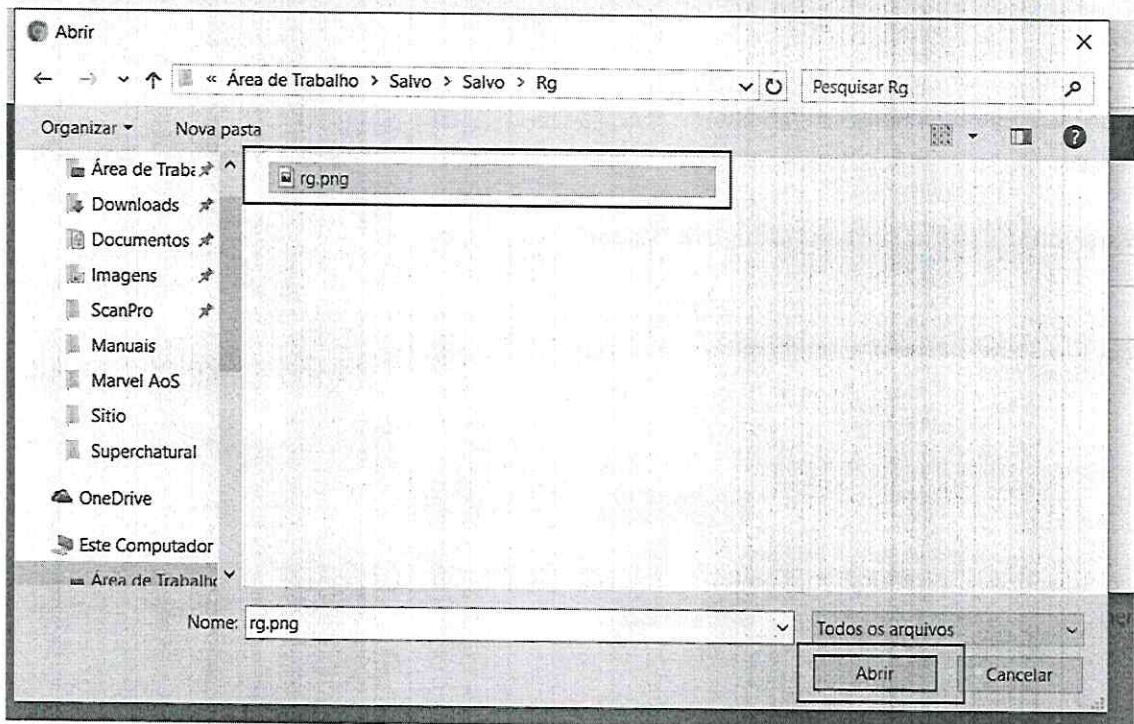 Abrir
« Área de Trabalho > Salvo > Salvo > Rg
Pesquisar Rg
Organizar
Nova pasta
Área de Traba
Downloads
Documentos
Imagens
ScanPro
Manuais
Marvel AoS
Sitio
Superchatural
OneDrive
Este Computador
Área de Trabalho
rg.png
Nome: rg.png
Todos os arquivos
Abrir
Cancelar